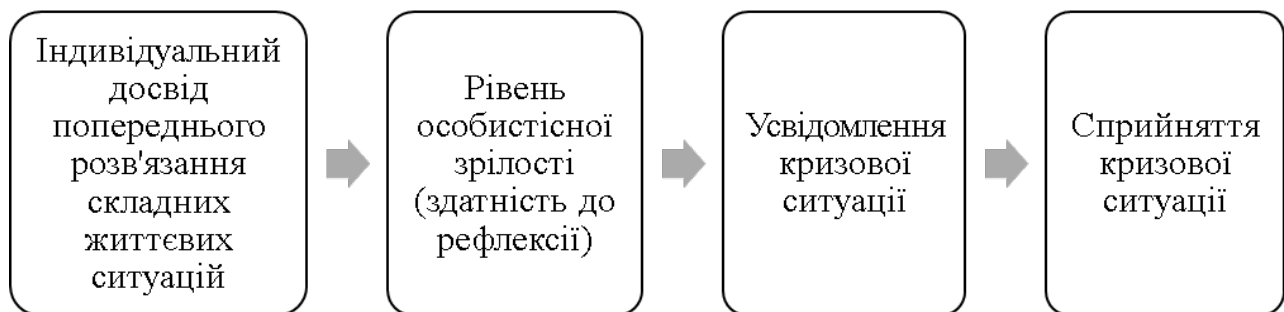 Індивідуальний
досвід
попереднього
розв'язання
складних
життєвих
ситуацій
Рівень
особистісної
зрілості
(здатність до
рефлексії)
Усвідомлення
кризової
ситуації
Сприйняття
кризової
ситуації